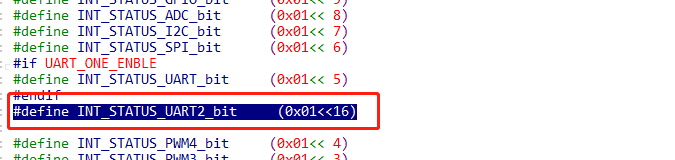 #define INT_STATUS_GPIO_bit (0x01<< 9)
#define INT_STATUS_ADC_bit (0x01<< 8)
#define INT_STATUS_I2C_bit (0x01<< 7)
#define INT_STATUS_SPI_bit (0x01<< 6)
#if UART_ONE_ENBLE
#define INT_STATUS_UART_bit (0x01<< 5)
#endif
#define INT_STATUS_UART2_bit (0x01<<16)
#define INT_STATUS_PWM4_bit (0x01<< 4)
#define INT_STATUS_PWM3_bit (0x01<< 3)